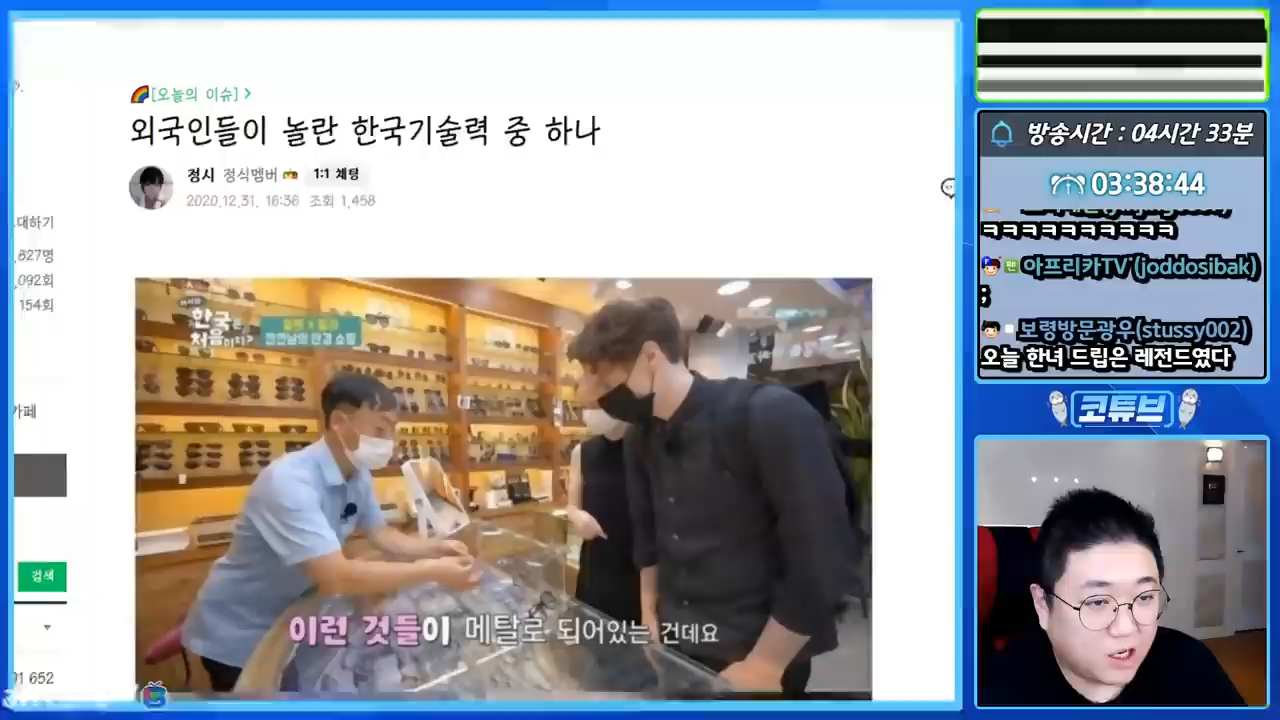 [오늘의 이슈] >
외국인들이 놀란 한국기술력 중 하나
정시 정식멤버 1:1 채팅
2020.12.31. 16:36 조회 1,458
대하기
,827명
,092회
154회
카페
검색
01 652
한국은
처음이지?
안경 쇼핑
이런 것들이 메탈로 되어있는 건데요
방송시간 : 04시간 33분
03:38:44
ㅋㅋㅋㅋㅋㅋㅋㅋㅋㅋ
팬 아프리카TV(joddosibak)
;
보령방문광우(stussy002)
오늘 한녀 드립은 레전드였다
코튜브